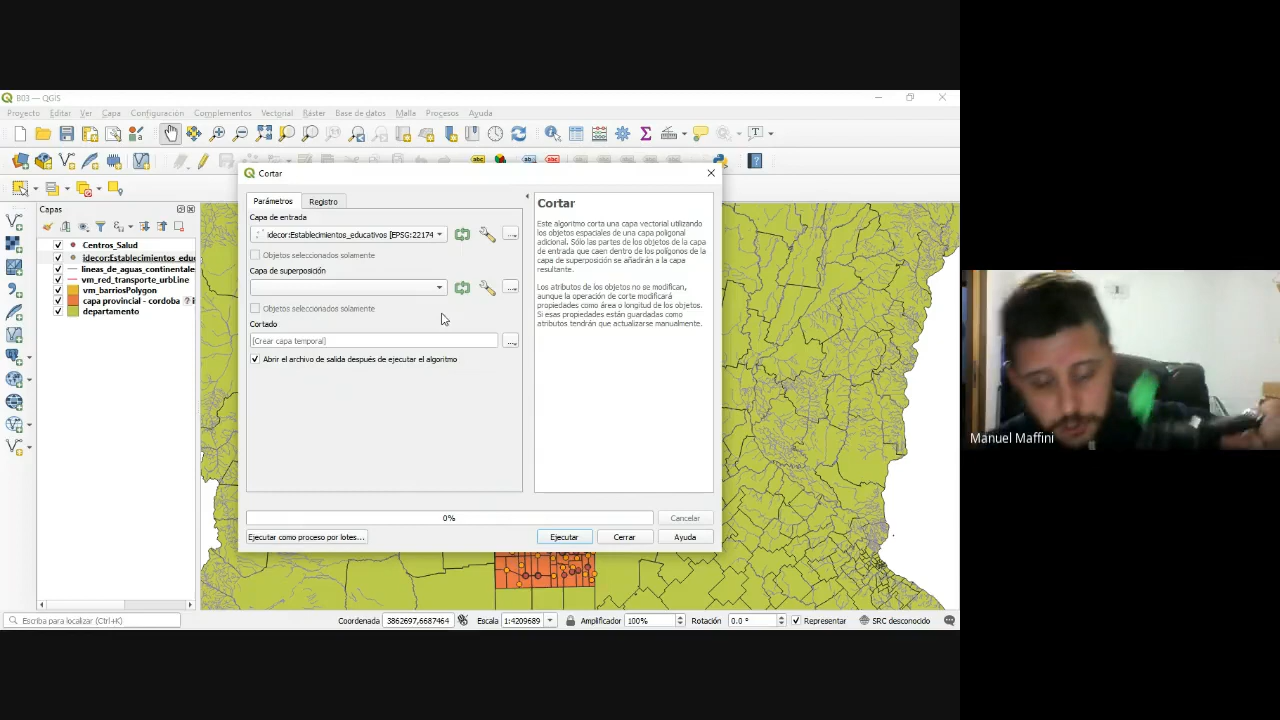 B03 — QGIS
Proyecto Editar Ver Capa Configuración Complementos Vectorial Ráster Base de datos Malla Procesos Ayuda
Cortar
Parámetros Registro
Capa de entrada
idecor:Establecimientos_educativos [EPSG:22174
Objetos seleccionados solamente
Capa de superposición
Objetos seleccionados solamente
Cortado
[Crear capa temporal]
Abrir el archivo de salida después de ejecutar el algoritmo
Cortar
Este algoritmo corta una capa vectorial utilizando
los objetos espaciales de una capa poligonal
adicional. Sólo las partes de los objetos de la capa
de entrada que caen dentro de los polígonos de la
capa de superposición se añadirán a la capa
resultante.
Los atributos de los objetos no se modifican,
aunque la operación de corte modificará
propiedades como área o longitud de los objetos.
Si esas propiedades están guardadas como
atributos tendrán que actualizarse manualmente.
0%
Cancelar
Ejecutar como proceso por lotes...
Ejecutar
Cerrar
Ayuda
Capas
Centros_Salud
idecor:Establecimientos_educ
lineas_de_aguas_continentale
vm_red_transporte_urbLine
vm_barriosPolygon
capa provincial - cordoba
departamento
Escriba para localizar (Ctrl+K)
Coordenada 3862697,6687464 Escala 1:4209689 Amplificador 100% Rotación 0.0 ° Representar SRC desconocido
Manuel Maffini